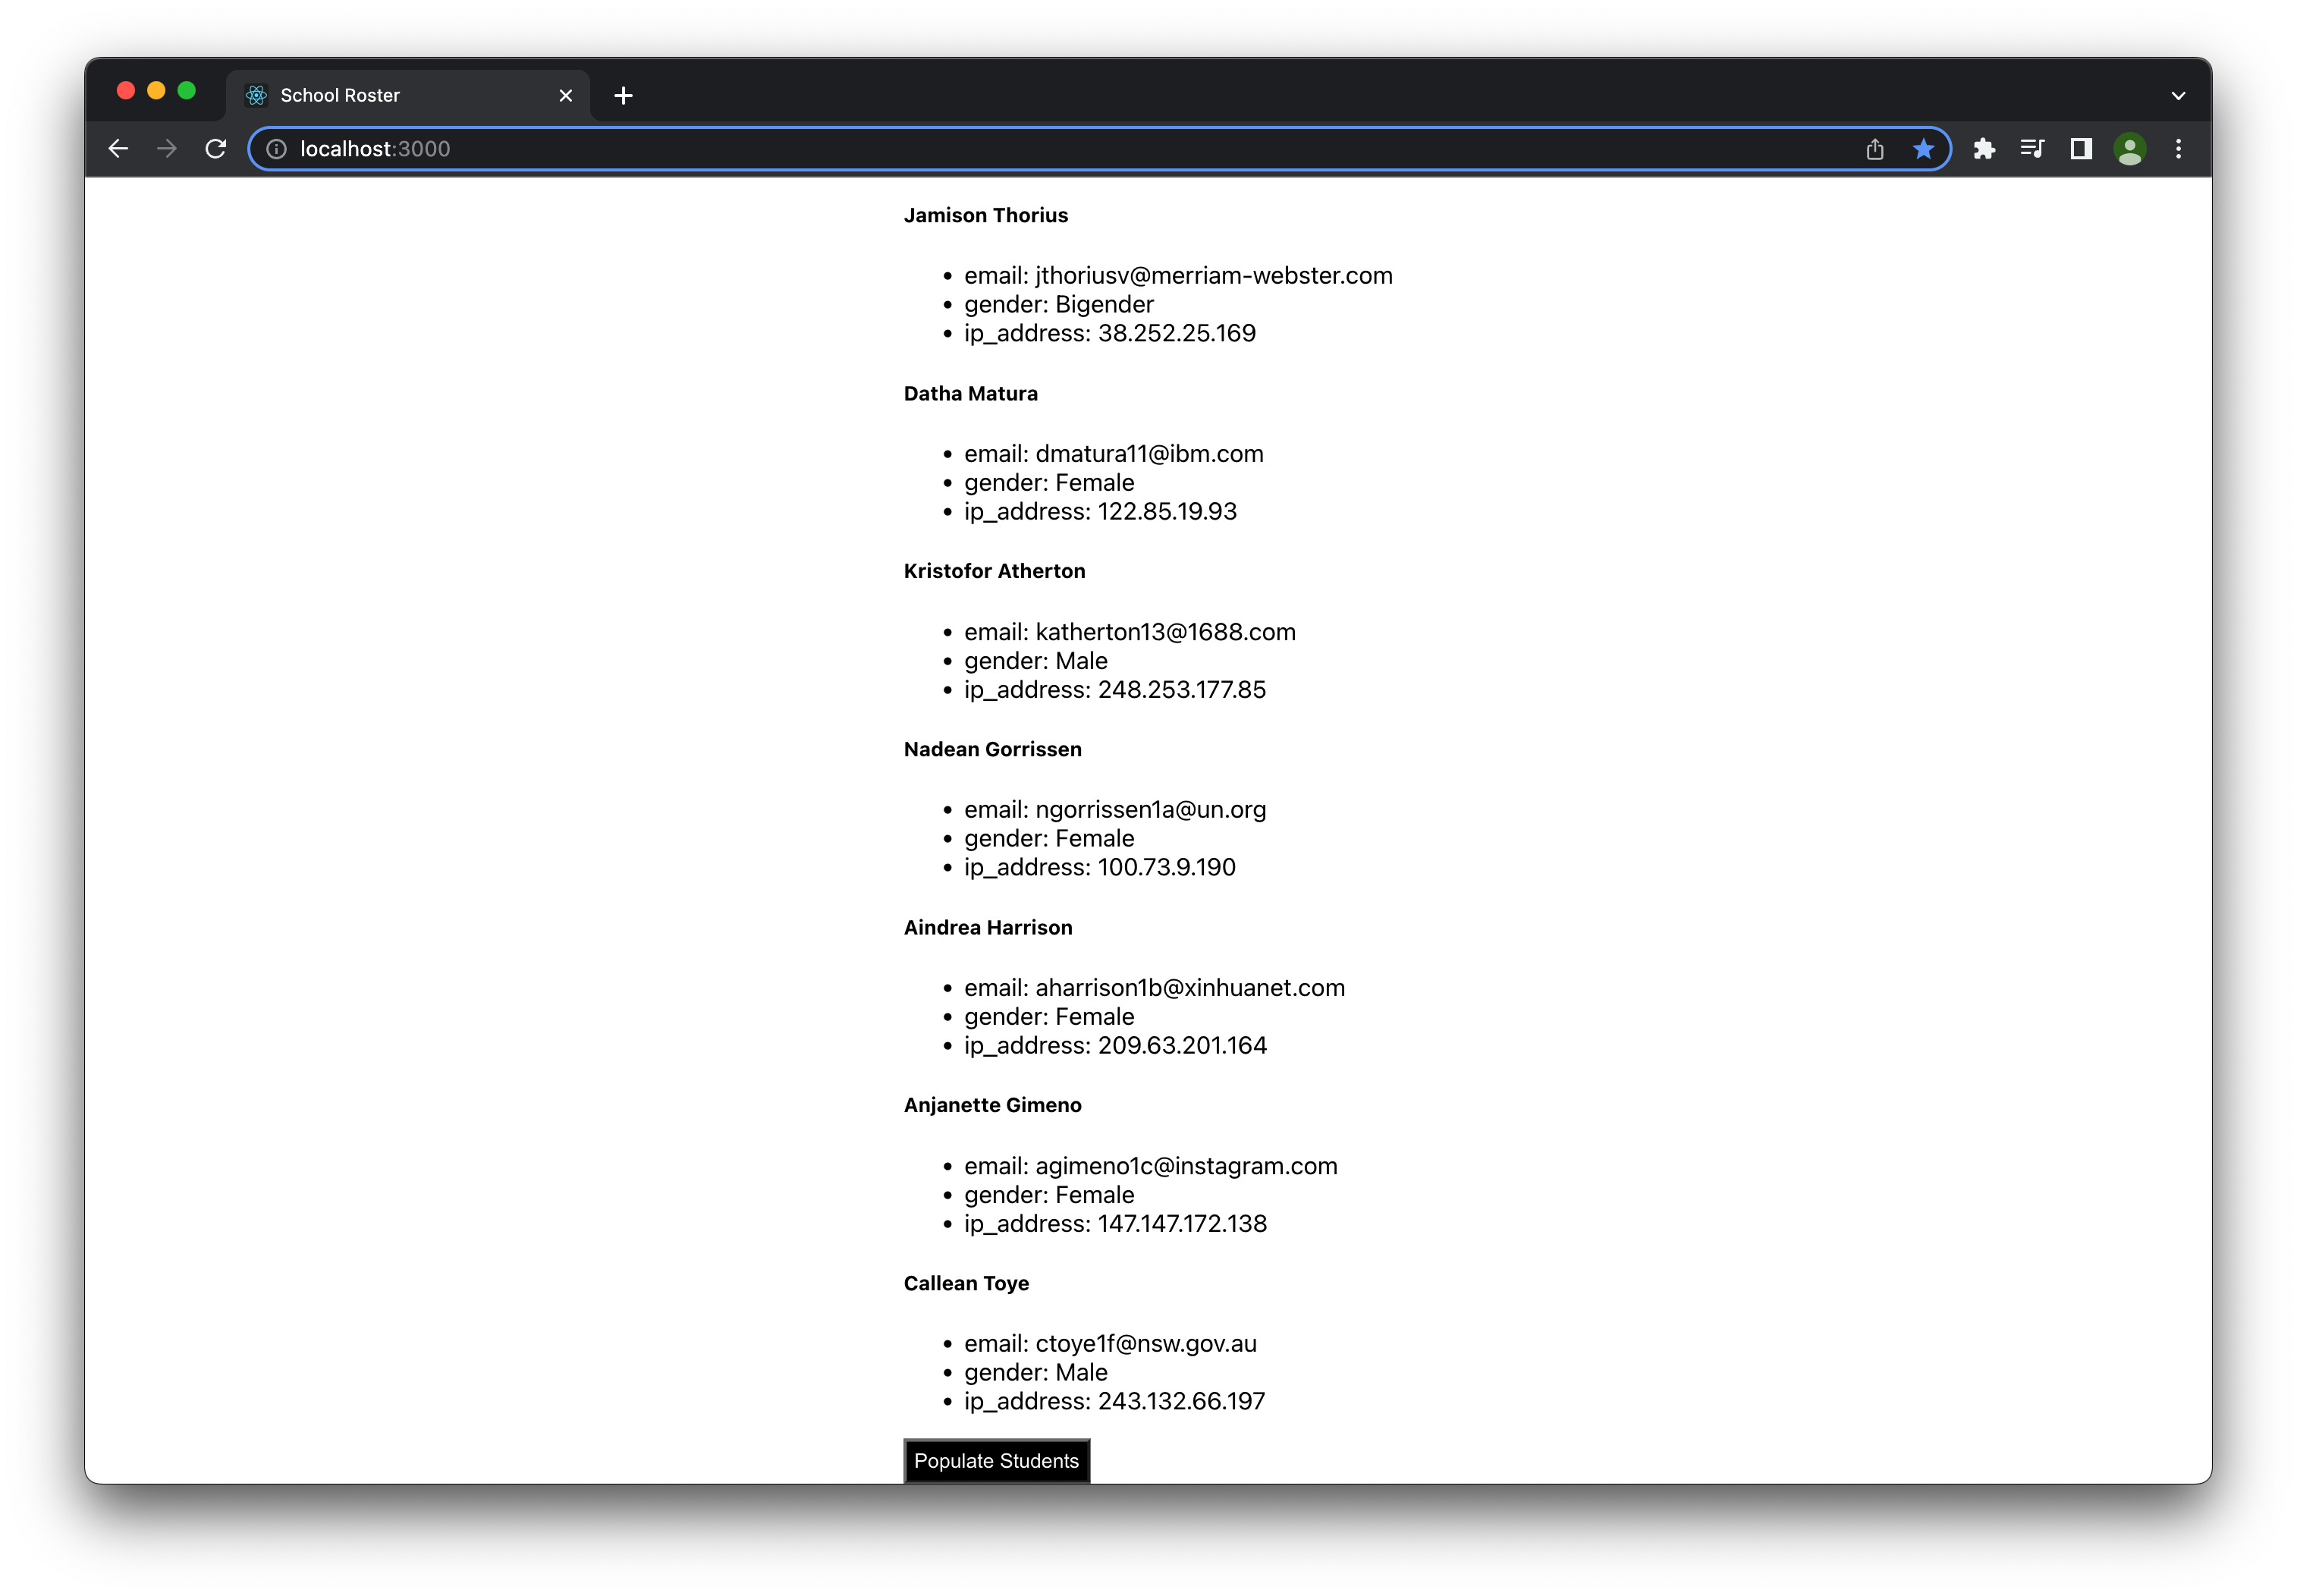 School Roster
localhost:3000
Jamison Thorius
• email: jthoriusv@merriam-webster.com
• gender: Bigender
• ip_address: 38.252.25.169
Datha Matura
• email: dmatura11@ibm.com
• gender: Female
• ip_address: 122.85.19.93
Kristofor Atherton
• email: katherton13@1688.com
• gender: Male
• ip_address: 248.253.177.85
Nadean Gorrissen
• email: ngorrissen1a@un.org
• gender: Female
• ip_address: 100.73.9.190
Aindrea Harrison
• email: aharrison1b@xinhuanet.com
• gender: Female
• ip_address: 209.63.201.164
Anjanette Gimeno
• email: agimeno1c@instagram.com
• gender: Female
• ip_address: 147.147.172.138
Callean Toye
• email: ctoye1f@nsw.gov.au
• gender: Male
• ip_address: 243.132.66.197
Populate Students